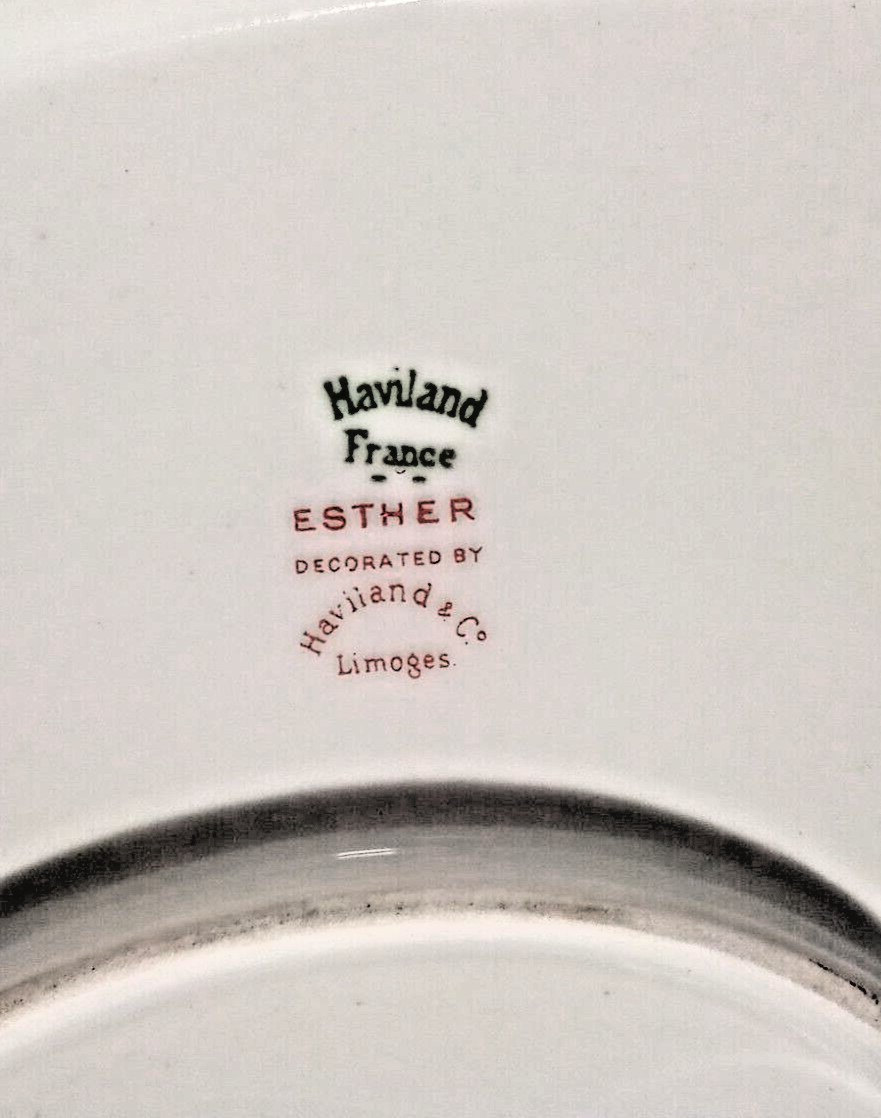 Haviland
France
ESTHER
DECORATED BY
Haviland & Co.
Limoges.